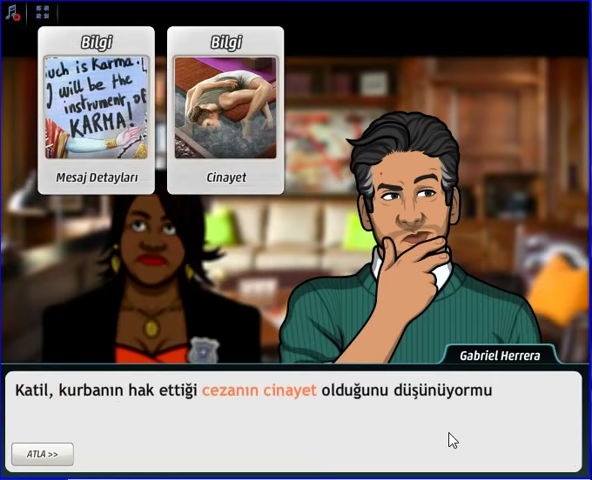 Bilgi
Bilgi
uch is Karma.
I will be the
instrument, OF
KARMA!
Mesaj Detayları
Cinayet
Gabriel Herrera
Katil, kurbanın hak ettiği cezanın cinayet olduğunu düşünüyormu
ATLA >>